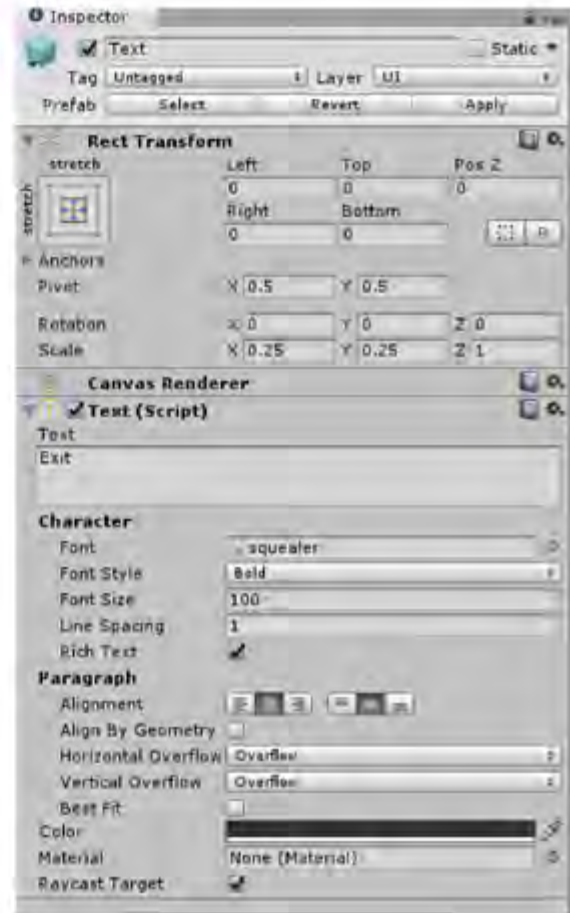 Inspector
Text Static
Tag Untagged Layer UI
Prefab Select Revert Apply
Rect Transform
stretch Left Top Pos Z
stretch 0 0 0
Right Bottom
0 0 R
Anchors
Pivot X 0.5 Y 0.5
Rotation X 0 Y 0 Z 0
Scale X 0.25 Y 0.25 Z 1
Canvas Renderer
Text (Script)
Text
Exit
Character
Font squealer
Font Style Bold
Font Size 100
Line Spacing 1
Rich Text
Paragraph
Alignment
Align By Geometry
Horizontal Overflow Overflow
Vertical Overflow Overflow
Best Fit
Color
Material None (Material)
Raycast Target